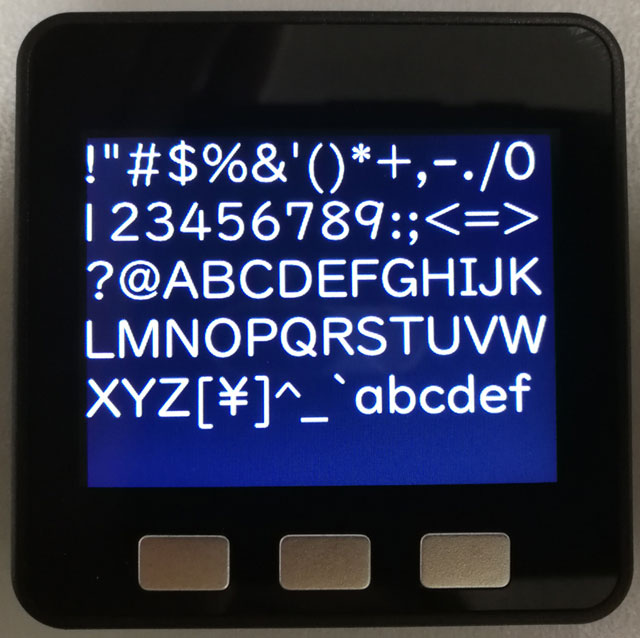 !"#$%&'()*+,-./0
123456789:;<=>
?@ABCDEFGHIJK
LMNOPQRSTUVW
XYZ[¥]^_`abcdef